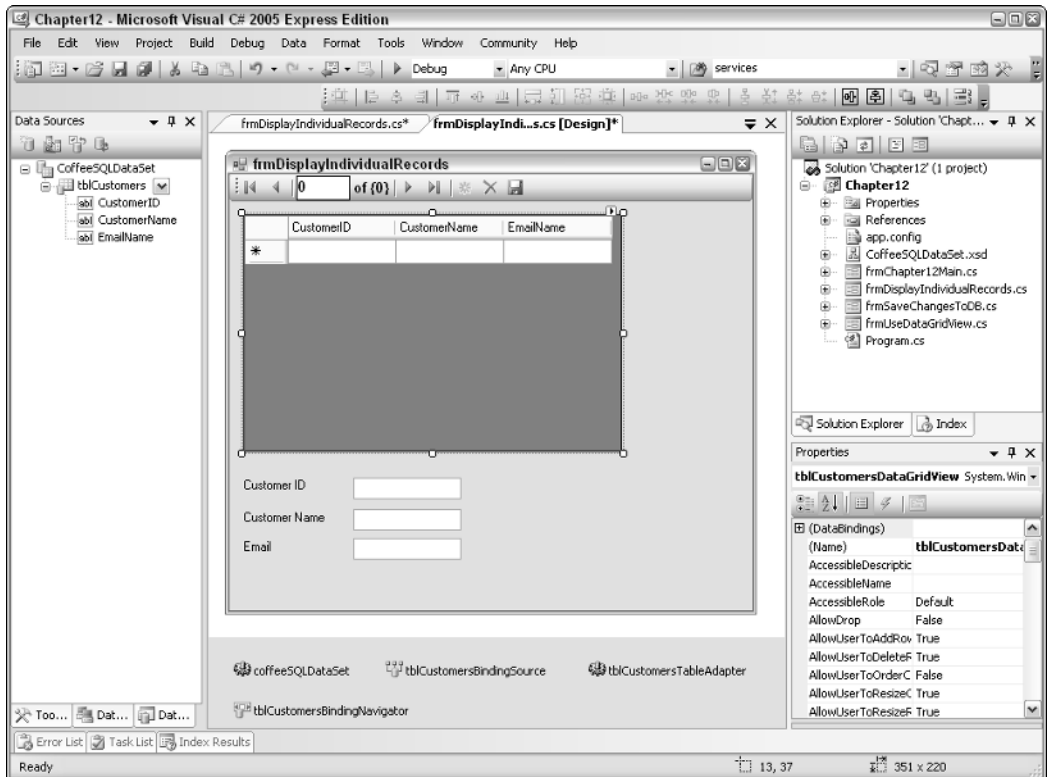 Chapter12 - Microsoft Visual C# 2005 Express Edition
File Edit View Project Build Debug Data Format Tools Window Community Help
Debug Any CPU services
Data Sources
CoffeeSQLDataSet
tblCustomers
abl CustomerID
abl CustomerName
abl EmailName
Too... Dat... Dat...
frmDisplayIndividualRecords.cs* frmDisplayIndi...s.cs [Design]*
frmDisplayIndividualRecords
0 of {0}
CustomerID CustomerName EmailName
Customer ID
Customer Name
Email
coffeeSQLDataSet tblCustomersBindingSource tblCustomersTableAdapter
tblCustomersBindingNavigator
Solution Explorer - Solution 'Chapt...
Solution 'Chapter12' (1 project)
Chapter12
Properties
References
app.config
CoffeeSQLDataSet.xsd
frmChapter12Main.cs
frmDisplayIndividualRecords.cs
frmSaveChangesToDB.cs
frmUseDataGridView.cs
Program.cs
Solution Explorer Index
Properties
tblCustomersDataGridView System.Win
(DataBindings)
(Name) tblCustomersData
AccessibleDescriptic
AccessibleName
AccessibleRole Default
AllowDrop False
AllowUserToAddRov True
AllowUserToDeleteF True
AllowUserToOrderC False
AllowUserToResizeC True
AllowUserToResizeF True
Error List Task List Index Results
Ready 13, 37 351 x 220